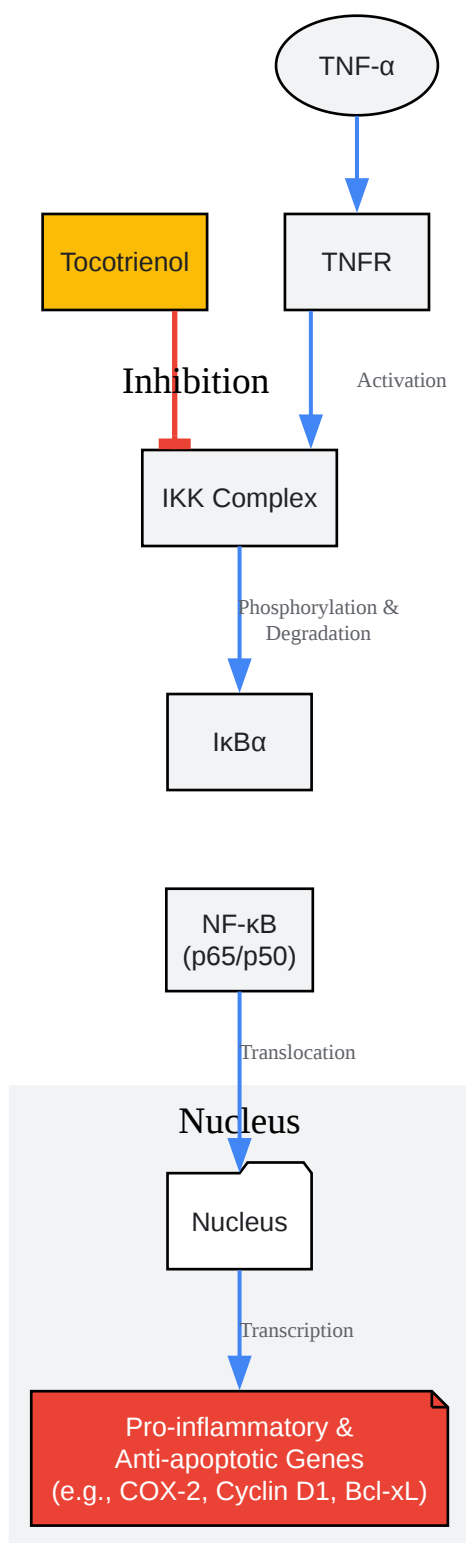 TNF-α
Tocotrienol
TNFR
Inhibition
Activation
IKK Complex
Phosphorylation &
Degradation
IκBα
NF-κB
(p65/p50)
Translocation
Nucleus
Nucleus
Transcription
Pro-inflammatory &
Anti-apoptotic Genes
(e.g., COX-2, Cyclin D1, Bcl-xL)